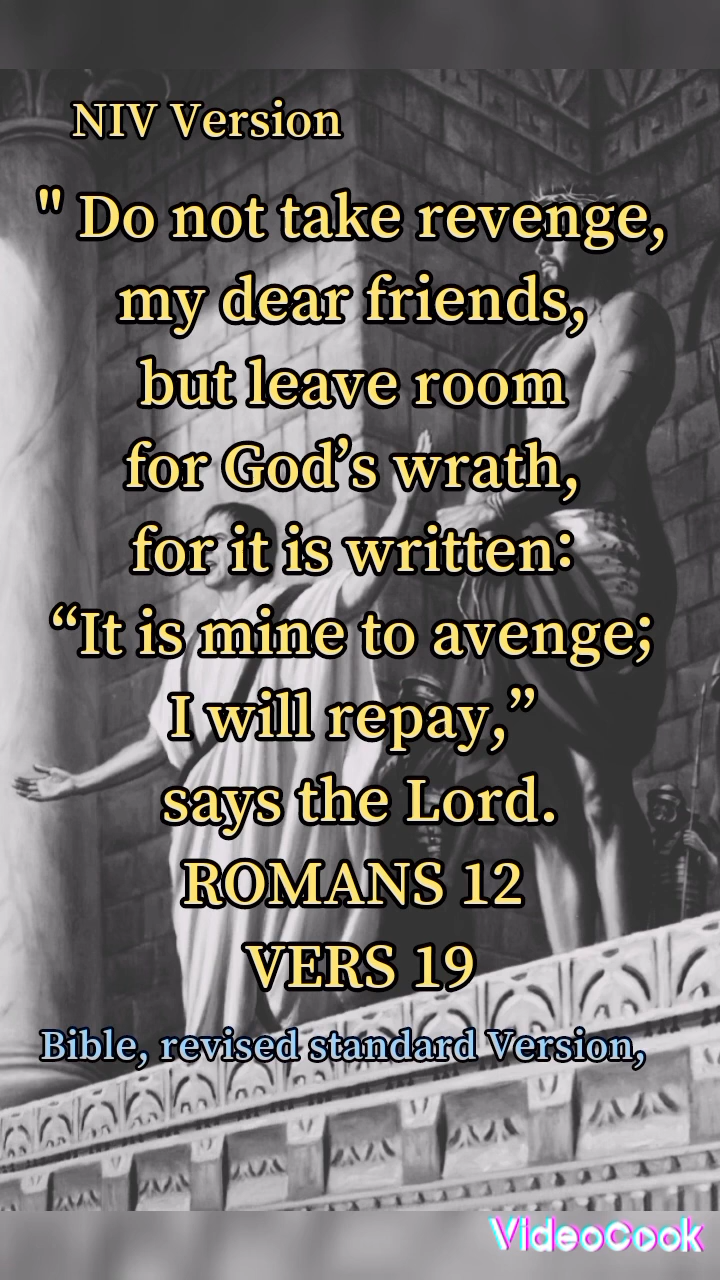 NIV Version
" Do not take revenge,
my dear friends,
but leave room
for God’s wrath,
for it is written:
“It is mine to avenge;
I will repay,”
says the Lord.
ROMANS 12
VERS 19
Bible, revised standard Version,
VideoCook